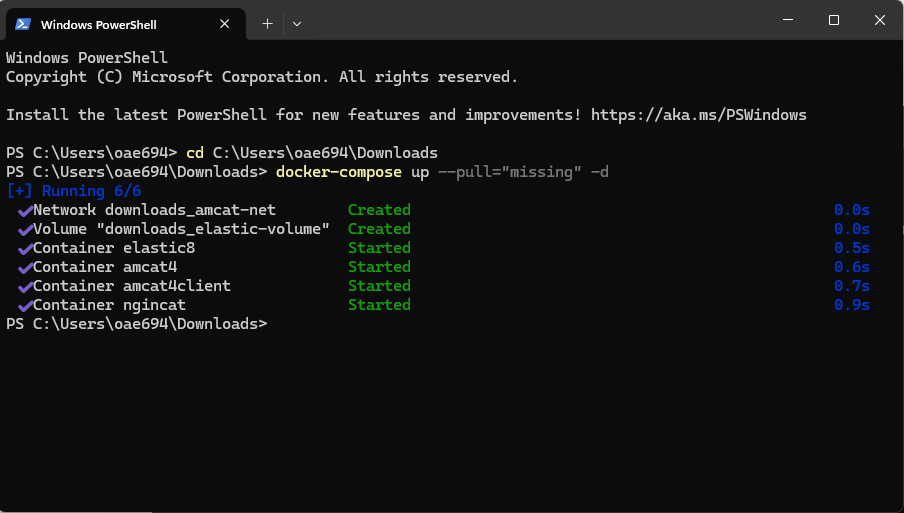 Windows PowerShell
Windows PowerShell
Copyright (C) Microsoft Corporation. All rights reserved.
Install the latest PowerShell for new features and improvements! https://aka.ms/PSWindows
PS C:\Users\oae694> cd C:\Users\oae694\Downloads
PS C:\Users\oae694\Downloads> docker-compose up --pull="missing" -d
[+] Running 6/6
✔Network downloads_amcat-net Created 0.0s
✔Volume "downloads_elastic-volume" Created 0.0s
✔Container elastic8 Started 0.5s
✔Container amcat4 Started 0.6s
✔Container amcat4client Started 0.7s
✔Container ngincat Started 0.9s
PS C:\Users\oae694\Downloads>